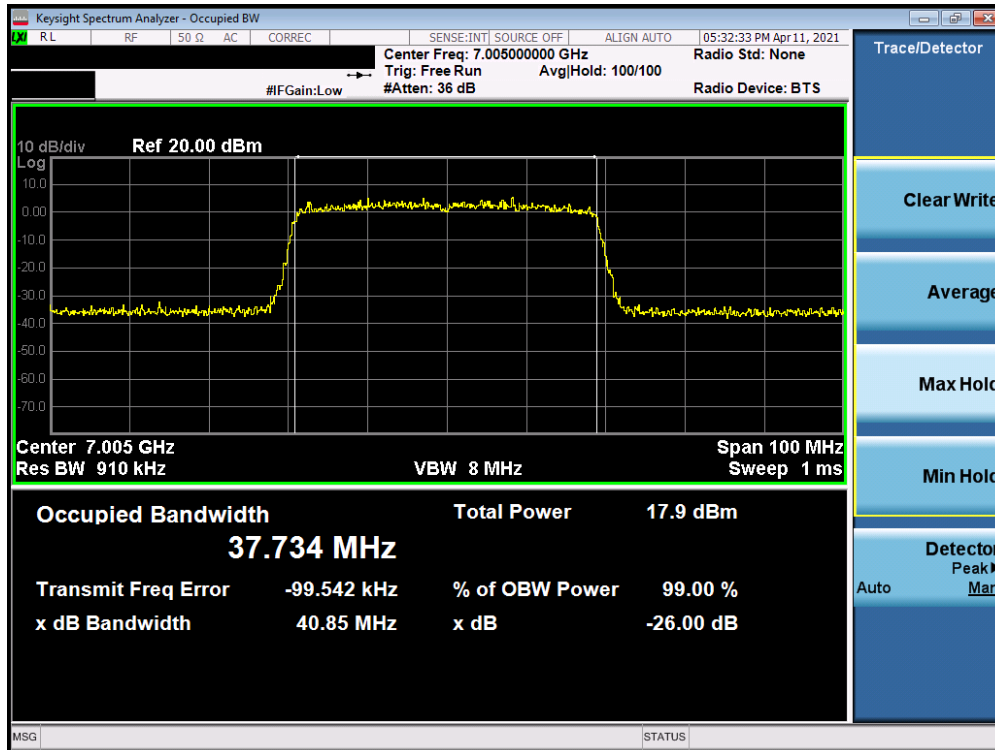 Keysight Spectrum Analyzer - Occupied BW
LXI RL RF 50 Ω AC CORREC SENSE:INT SOURCE OFF ALIGN AUTO 05:32:33 PM Apr 11, 2021
Center Freq: 7.005000000 GHz Radio Std: None
Trig: Free Run Avg|Hold: 100/100
#IFGain:Low #Atten: 36 dB Radio Device: BTS
10 dB/div Ref 20.00 dBm
Log
10.0
0.00
-10.0
-20.0
-30.0
-40.0
-50.0
-60.0
-70.0
Center 7.005 GHz Span 100 MHz
Res BW 910 kHz VBW 8 MHz Sweep 1 ms
Occupied Bandwidth Total Power 17.9 dBm
37.734 MHz
Transmit Freq Error -99.542 kHz % of OBW Power 99.00 %
x dB Bandwidth 40.85 MHz x dB -26.00 dB
Trace/Detector
Clear Write
Average
Max Hold
Min Hold
Detector
Peak
Auto Man
MSG STATUS